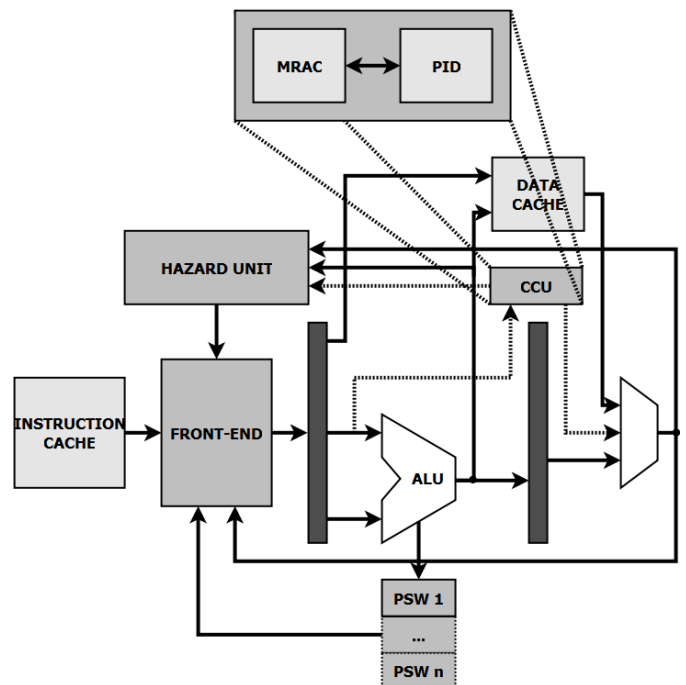 MRAC
PID
DATA
CACHE
HAZARD UNIT
CCU
INSTRUCTION
CACHE
FRONT-END
ALU
PSW 1
...
PSW n